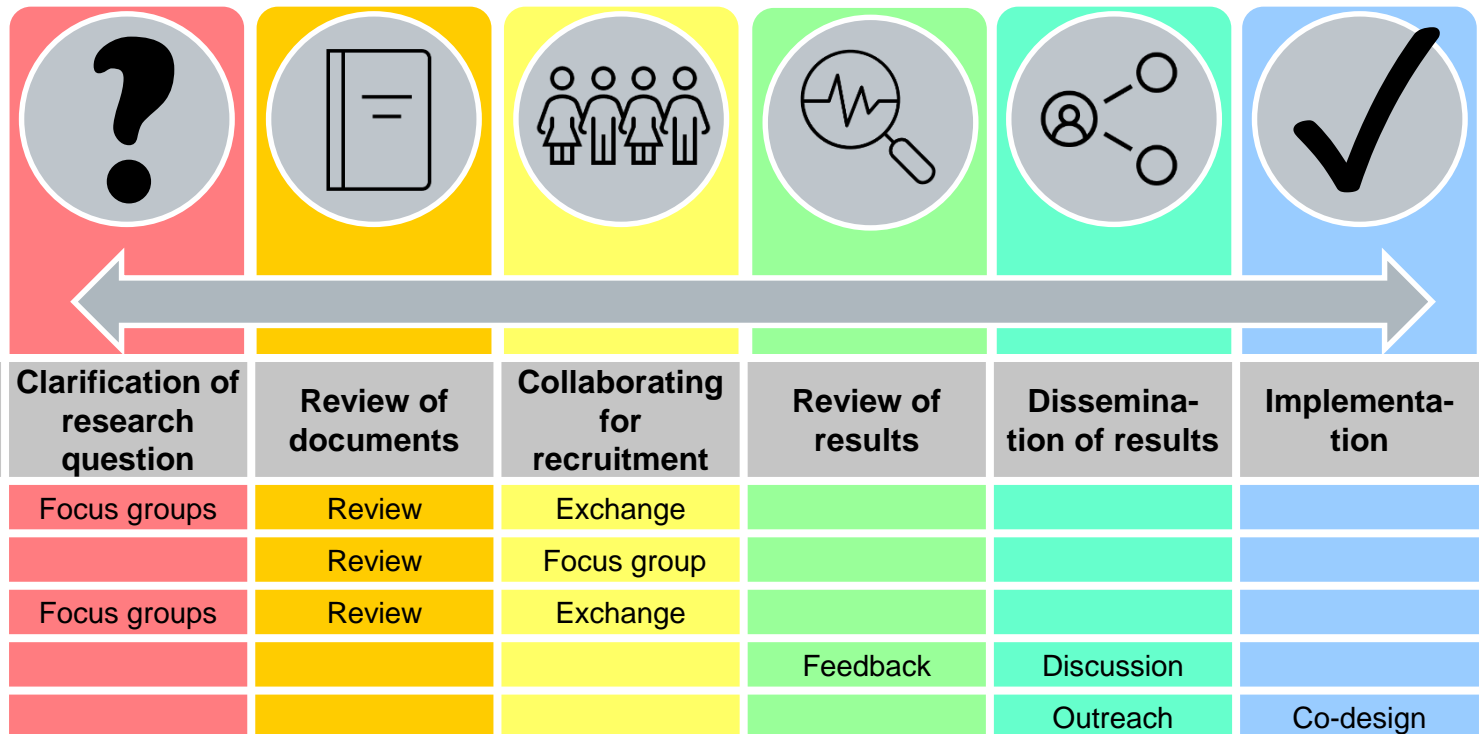 Clarification of
research
question
Review of
documents
Collaborating
for
recruitment
Review of
results
Dissemina-
tion of results
Implementa-
tion
Focus groups Review Exchange
Review Focus group
Focus groups Review Exchange
Feedback Discussion
Outreach Co-design